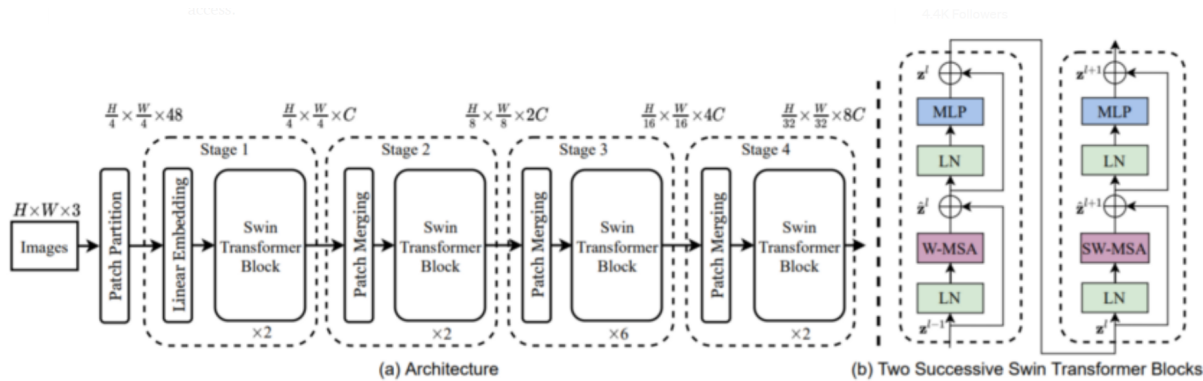 H/4 × W/4 × 48
H/4 × W/4 × C
H/8 × W/8 × 2C
H/16 × W/16 × 4C
H/32 × W/32 × 8C
Stage 1
Stage 2
Stage 3
Stage 4
H×W×3
Images
Patch Partition
Linear Embedding
Swin
Transformer
Block
×2
Patch Merging
Swin
Transformer
Block
×2
Patch Merging
Swin
Transformer
Block
×6
Patch Merging
Swin
Transformer
Block
×2
(a) Architecture
z^l
MLP
LN
ẑ^l
W-MSA
LN
z^{l-1}
z^{l+1}
MLP
LN
ẑ^{l+1}
SW-MSA
LN
z^l
(b) Two Successive Swin Transformer Blocks